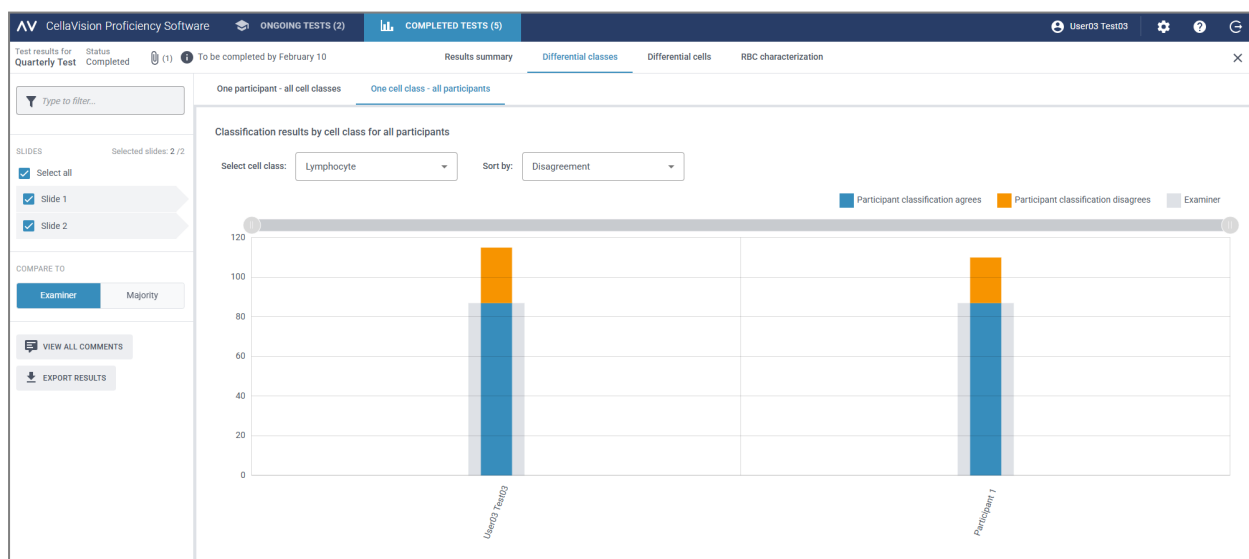 CellaVision Proficiency Software
ONGOING TESTS (2)
COMPLETED TESTS (5)
User03 Test03
Test results for
Quarterly Test
Status
Completed
(1)
To be completed by February 10
Results summary
Differential classes
Differential cells
RBC characterization
Type to filter...
SLIDES
Selected slides: 2 /2
Select all
Slide 1
Slide 2
COMPARE TO
Examiner
Majority
VIEW ALL COMMENTS
EXPORT RESULTS
One participant - all cell classes
One cell class - all participants
Classification results by cell class for all participants
Select cell class:
Lymphocyte
Sort by:
Disagreement
Participant classification agrees
Participant classification disagrees
Examiner
120
100
80
60
40
20
0
User03 Test03
Participant 1